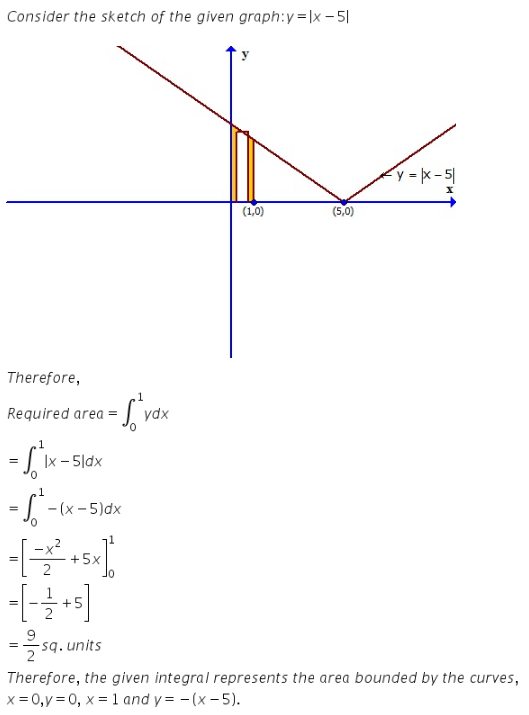 Consider the sketch of the given graph:y=|x−5|
y
← y = |x−5|
x
(1,0) (5,0)
Therefore,
Required area = ∫₀¹ ydx
= ∫₀¹ |x−5|dx
= ∫₀¹ −(x−5)dx
= [−x²/2 + 5x]₀¹
= [−1/2 + 5]
= 9/2 sq. units
Therefore, the given integral represents the area bounded by the curves,
x=0,y=0, x=1 and y= −(x−5).